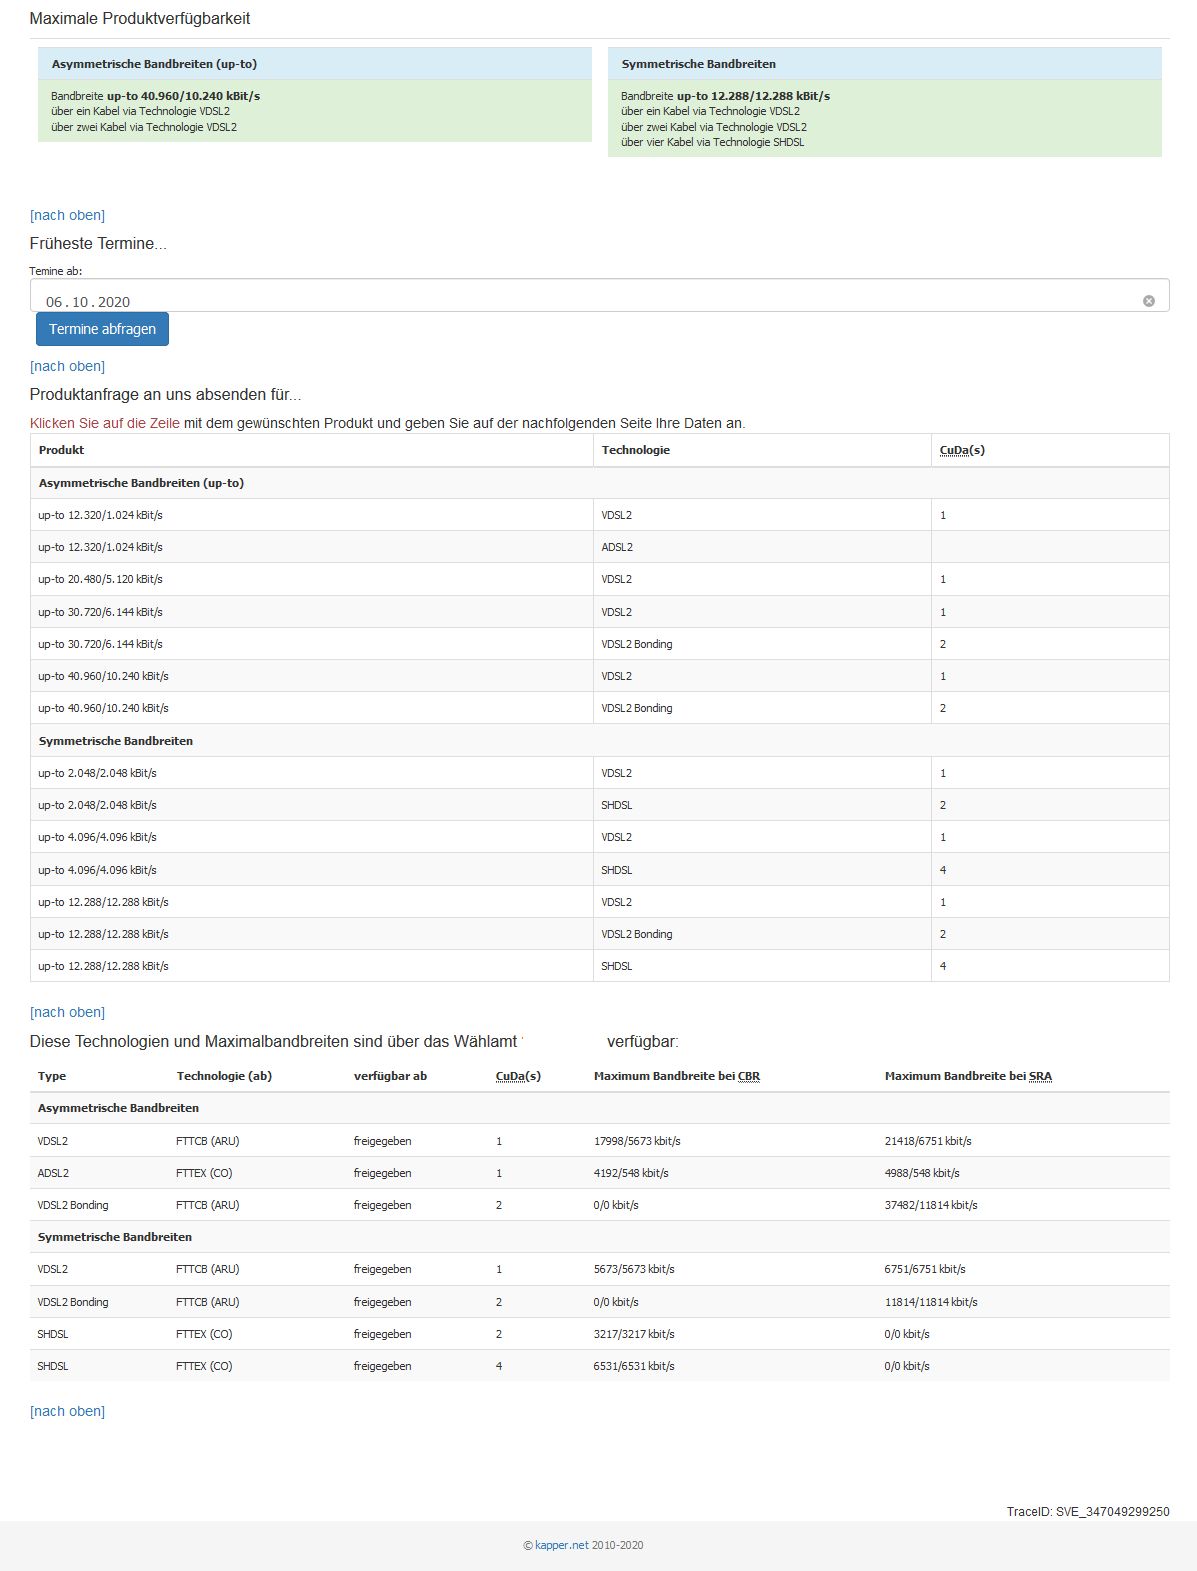 Maximale Produktverfügbarkeit
Asymmetrische Bandbreiten (up-to)
Bandbreite up-to 40.960/10.240 kBit/s
über ein Kabel via Technologie VDSL2
über zwei Kabel via Technologie VDSL2
Symmetrische Bandbreiten
Bandbreite up-to 12.288/12.288 kBit/s
über ein Kabel via Technologie VDSL2
über zwei Kabel via Technologie VDSL2
über vier Kabel via Technologie SHDSL
[nach oben]
Früheste Termine...
Temine ab:
06.10.2020
Termine abfragen
[nach oben]
Produktanfrage an uns absenden für...
Klicken Sie auf die Zeile mit dem gewünschten Produkt und geben Sie auf der nachfolgenden Seite Ihre Daten an.
Produkt Technologie CuDa(s)
Asymmetrische Bandbreiten (up-to)
up-to 12.320/1.024 kBit/s VDSL2 1
up-to 12.320/1.024 kBit/s ADSL2
up-to 20.480/5.120 kBit/s VDSL2 1
up-to 30.720/6.144 kBit/s VDSL2 1
up-to 30.720/6.144 kBit/s VDSL2 Bonding 2
up-to 40.960/10.240 kBit/s VDSL2 1
up-to 40.960/10.240 kBit/s VDSL2 Bonding 2
Symmetrische Bandbreiten
up-to 2.048/2.048 kBit/s VDSL2 1
up-to 2.048/2.048 kBit/s SHDSL 2
up-to 4.096/4.096 kBit/s VDSL2 1
up-to 4.096/4.096 kBit/s SHDSL 4
up-to 12.288/12.288 kBit/s VDSL2 1
up-to 12.288/12.288 kBit/s VDSL2 Bonding 2
up-to 12.288/12.288 kBit/s SHDSL 4
[nach oben]
Diese Technologien und Maximalbandbreiten sind über das Wählamt verfügbar:
Type Technologie (ab) verfügbar ab CuDa(s) Maximum Bandbreite bei CBR Maximum Bandbreite bei SRA
Asymmetrische Bandbreiten
VDSL2 FTTCB (ARU) freigegeben 1 17998/5673 kbit/s 21418/6751 kbit/s
ADSL2 FTTEX (CO) freigegeben 1 4192/548 kbit/s 4988/548 kbit/s
VDSL2 Bonding FTTCB (ARU) freigegeben 2 0/0 kbit/s 37482/11814 kbit/s
Symmetrische Bandbreiten
VDSL2 FTTCB (ARU) freigegeben 1 5673/5673 kbit/s 6751/6751 kbit/s
VDSL2 Bonding FTTCB (ARU) freigegeben 2 0/0 kbit/s 11814/11814 kbit/s
SHDSL FTTEX (CO) freigegeben 2 3217/3217 kbit/s 0/0 kbit/s
SHDSL FTTEX (CO) freigegeben 4 6531/6531 kbit/s 0/0 kbit/s
[nach oben]
TraceID: SVE_347049299250
© kapper.net 2010-2020